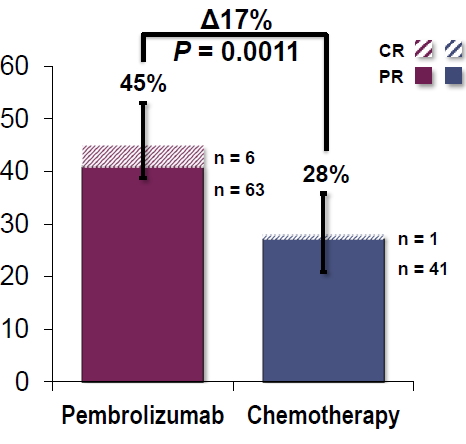 Δ17%
P = 0.0011
CR
PR
60
50
40
30
20
10
0
45%
n = 6
n = 63
28%
n = 1
n = 41
Pembrolizumab Chemotherapy